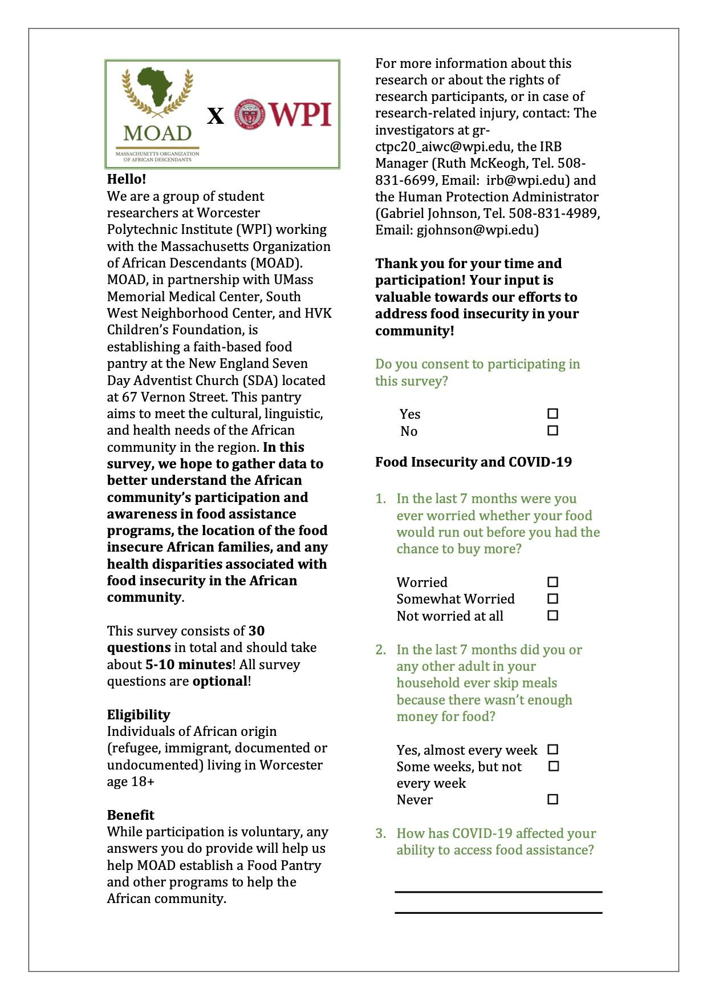 MOAD
MASSACHUSETTS ORGANIZATION
OF AFRICAN DESCENDANTS
X
WPI
Hello!
We are a group of student
researchers at Worcester
Polytechnic Institute (WPI) working
with the Massachusetts Organization
of African Descendants (MOAD).
MOAD, in partnership with UMass
Memorial Medical Center, South
West Neighborhood Center, and HVK
Children’s Foundation, is
establishing a faith-based food
pantry at the New England Seven
Day Adventist Church (SDA) located
at 67 Vernon Street. This pantry
aims to meet the cultural, linguistic,
and health needs of the African
community in the region. In this
survey, we hope to gather data to
better understand the African
community’s participation and
awareness in food assistance
programs, the location of the food
insecure African families, and any
health disparities associated with
food insecurity in the African
community.
This survey consists of 30
questions in total and should take
about 5-10 minutes! All survey
questions are optional!
Eligibility
Individuals of African origin
(refugee, immigrant, documented or
undocumented) living in Worcester
age 18+
Benefit
While participation is voluntary, any
answers you do provide will help us
help MOAD establish a Food Pantry
and other programs to help the
African community.
For more information about this
research or about the rights of
research participants, or in case of
research-related injury, contact: The
investigators at gr-
ctpc20_aiwc@wpi.edu, the IRB
Manager (Ruth McKeogh, Tel. 508-
831-6699, Email:  irb@wpi.edu) and
the Human Protection Administrator
(Gabriel Johnson, Tel. 508-831-4989,
Email: gjohnson@wpi.edu)
Thank you for your time and
participation! Your input is
valuable towards our efforts to
address food insecurity in your
community!
Do you consent to participating in
this survey?
Yes ☐
No ☐
Food Insecurity and COVID-19
1. In the last 7 months were you
ever worried whether your food
would run out before you had the
chance to buy more?
Worried ☐
Somewhat Worried ☐
Not worried at all ☐
2. In the last 7 months did you or
any other adult in your
household ever skip meals
because there wasn’t enough
money for food?
Yes, almost every week ☐
Some weeks, but not ☐
every week
Never ☐
3. How has COVID-19 affected your
ability to access food assistance?